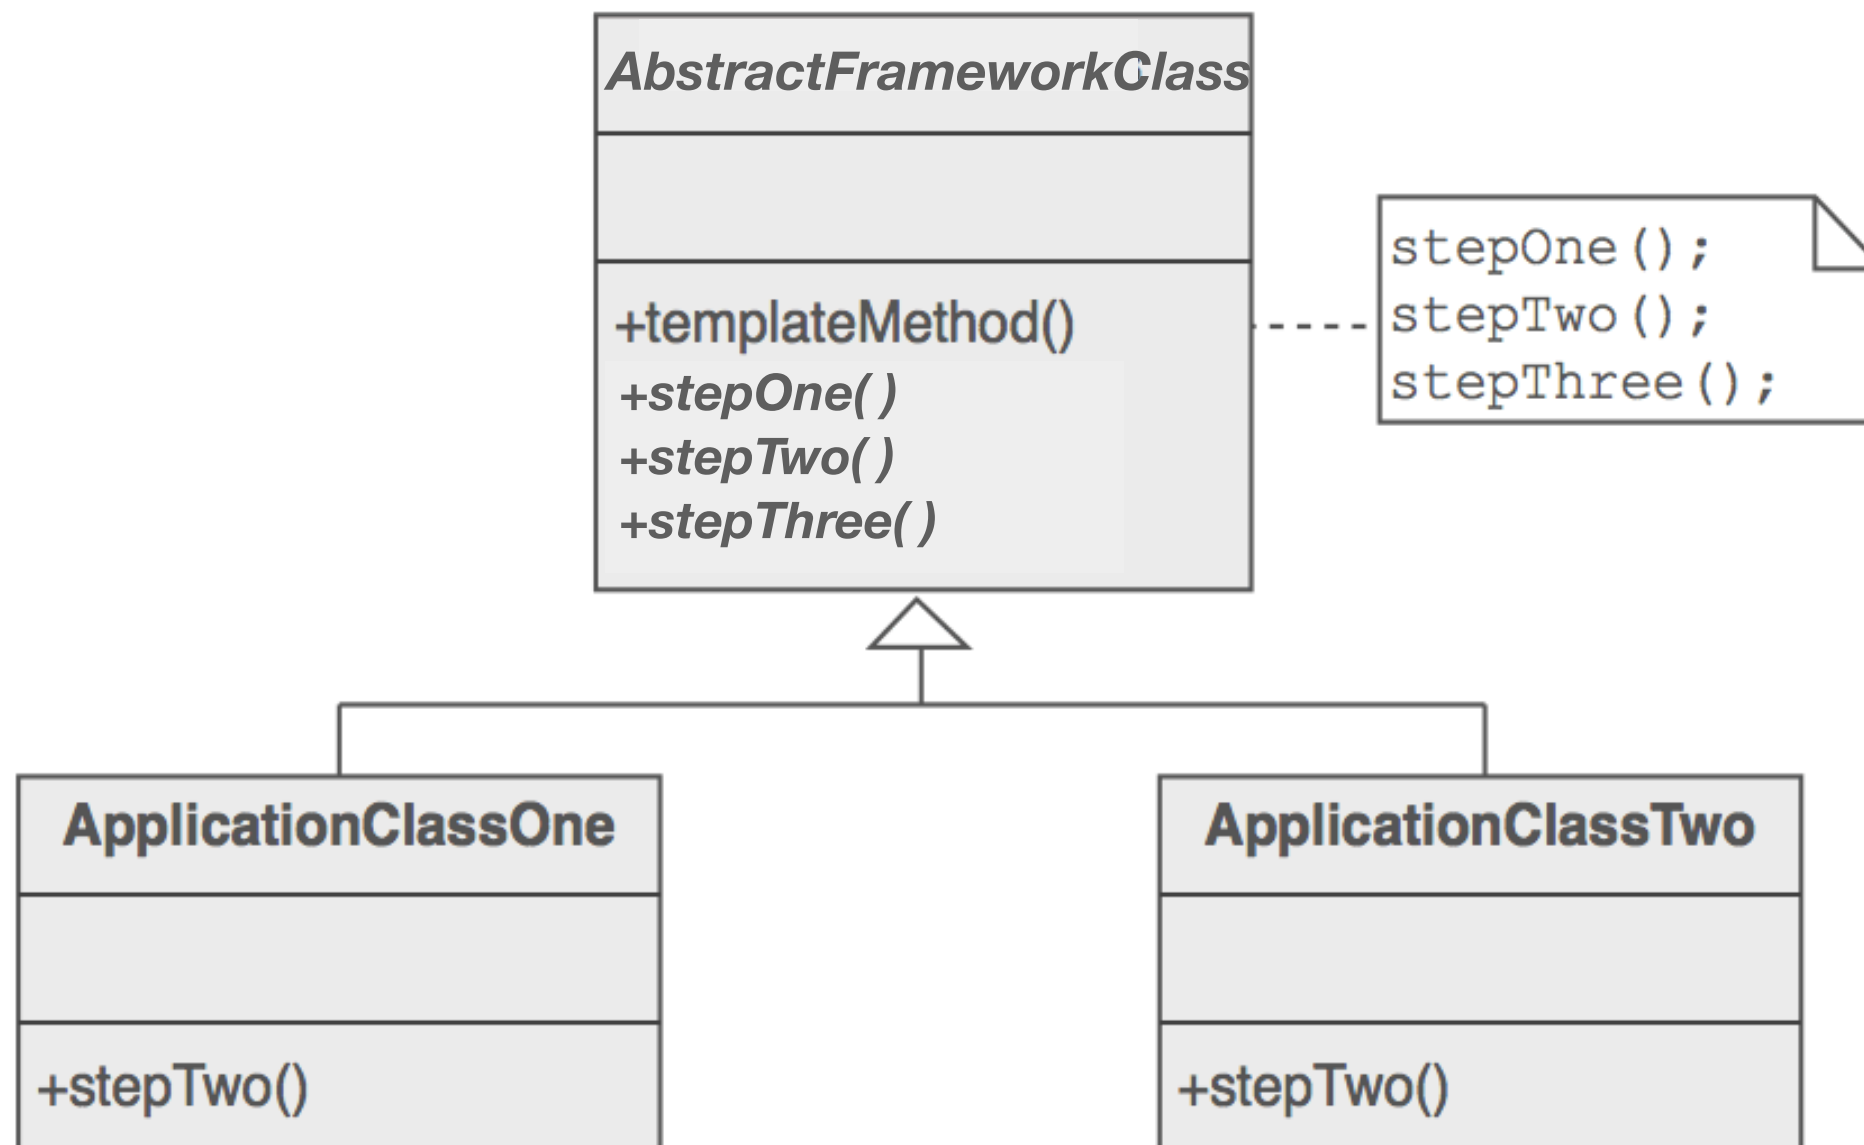 AbstractFrameworkClass
+templateMethod()
+stepOne( )
+stepTwo( )
+stepThree( )
stepOne();
stepTwo();
stepThree();
ApplicationClassOne
+stepTwo()
ApplicationClassTwo
+stepTwo()